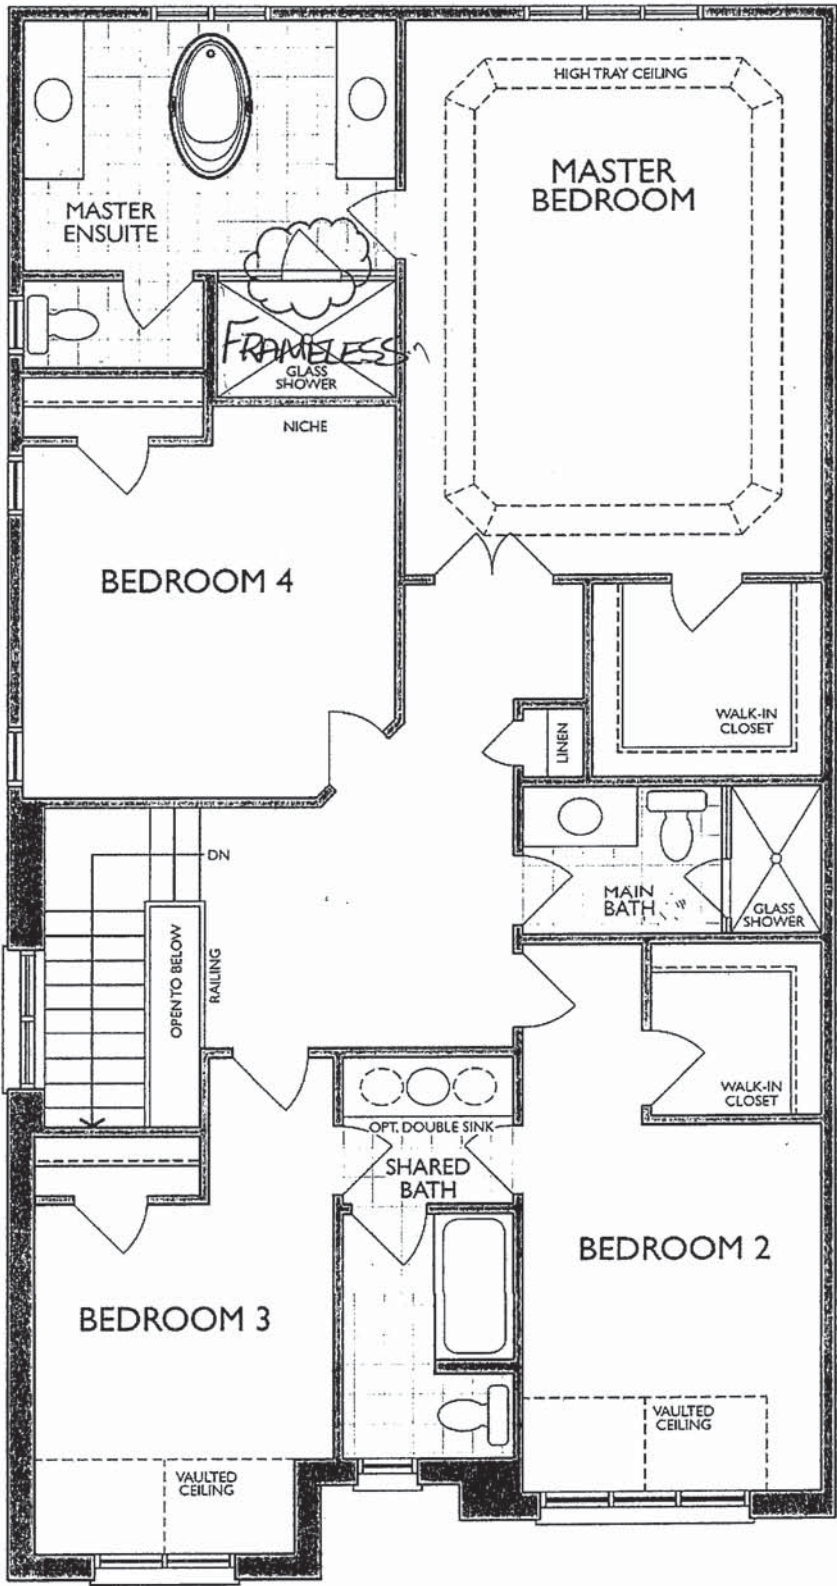 HIGH TRAY CEILING
MASTER
BEDROOM
MASTER
ENSUITE
FRAMELESS
GLASS
SHOWER
NICHE
BEDROOM 4
WALK-IN
CLOSET
LINEN
DN
MAIN
BATH
GLASS
SHOWER
OPEN TO BELOW
RAILING
WALK-IN
CLOSET
OPT. DOUBLE SINK
SHARED
BATH
BEDROOM 2
BEDROOM 3
VAULTED
CEILING
VAULTED
CEILING